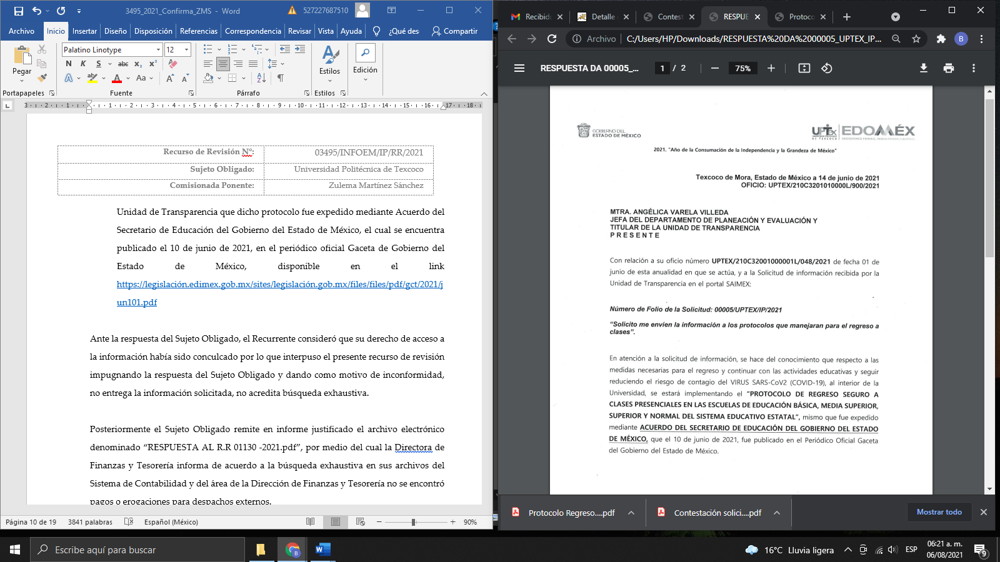 3495_2021_Confirma_ZMS - Word
527227687510
Archivo Inicio Insertar Diseño Disposición Referencias Correspondencia Revisar Vista Ayuda ¿Qué des Compartir
Palatino Linotype 12
Pegar
N K S abc x₂ x²
A ab A Aa A A
Estilos
Edición
Portapapeles Fuente Párrafo Estilos
3 2 1 1 2 3 4 5 6 7 8 9 10 11 12 13 14 15 16 17 18
Recurso de Revisión N°: 03495/INFOEM/IP/RR/2021
Sujeto Obligado: Universidad Politécnica de Texcoco
Comisionada Ponente: Zulema Martínez Sánchez
Unidad de Transparencia que dicho protocolo fue expedido mediante Acuerdo del
Secretario de Educación del Gobierno del Estado de México, el cual se encuentra
publicado el 10 de junio de 2021, en el periódico oficial Gaceta de Gobierno del
Estado de México, disponible en el link
https://legislación.edimex.gob.mx/sites/legislación.gob.mx/files/files/pdf/gct/2021/j
un101.pdf
Ante la respuesta del Sujeto Obligado, el Recurrente consideró que su derecho de acceso a
la información había sido conculcado por lo que interpuso el presente recurso de revisión
impugnando la respuesta del Sujeto Obligado y dando como motivo de inconformidad,
no entrega la información solicitada, no acredita búsqueda exhaustiva.
Posteriormente el Sujeto Obligado remite en informe justificado el archivo electrónico
denominado “RESPUESTA AL R.R 01130 -2021.pdf”, por medio del cual la Directora de
Finanzas y Tesorería informa de acuerdo a la búsqueda exhaustiva en sus archivos del
Sistema de Contabilidad y del área de la Dirección de Finanzas y Tesorería no se encontró
pagos o erogaciones para despachos externos.
Página 10 de 19 3841 palabras Español (México) 90%
Recibido Detalle Contest RESPU Protoco
Archivo C:/Users/HP/Downloads/RESPUESTA%20DA%2000005_UPTEX_IP... B
RESPUESTA DA 00005_... 1 / 2 75%
GOBIERNO DEL
ESTADO DE MÉXICO
UPTex
EDOMÉX
2021. "Año de la Consumación de la Independencia y la Grandeza de México"
Texcoco de Mora, Estado de México a 14 de junio de 2021
OFICIO: UPTEX/210C3201010000L/900/2021
MTRA. ANGÉLICA VARELA VILLEDA
JEFA DEL DEPARTAMENTO DE PLANEACIÓN Y EVALUACIÓN Y
TITULAR DE LA UNIDAD DE TRANSPARENCIA
P R E S E N T E
Con relación a su oficio número UPTEX/210C32001000001L/048/2021 de fecha 01 de
junio de esta anualidad en que se actúa, y a la Solicitud de información recibida por la
Unidad de Transparencia en el portal SAIMEX:
Número de Folio de la Solicitud: 00005/UPTEX/IP/2021
“Solicito me envíen la información a los protocolos que manejaran para el regreso a
clases”.
En atención a la solicitud de información, se hace del conocimiento que respecto a las
medidas necesarias para el regreso y continuar con las actividades educativas y seguir
reduciendo el riesgo de contagio del VIRUS SARS-CoV2 (COVID-19), al interior de la
Universidad, se estará implementando el “PROTOCOLO DE REGRESO SEGURO A
CLASES PRESENCIALES EN LAS ESCUELAS DE EDUCACIÓN BÁSICA, MEDIA SUPERIOR,
SUPERIOR Y NORMAL DEL SISTEMA EDUCATIVO ESTATAL”, mismo que fue expedido
mediante ACUERDO DEL SECRETARIO DE EDUCACIÓN DEL GOBIERNO DEL ESTADO
DE MÉXICO, que el 10 de junio de 2021, fue publicado en el Periódico Oficial Gaceta
del Gobierno del Estado de México.
Protocolo Regreso....pdf Contestación solici....pdf Mostrar todo
Escribe aquí para buscar
16°C Lluvia ligera ESP
06:21 a. m.
06/08/2021
9